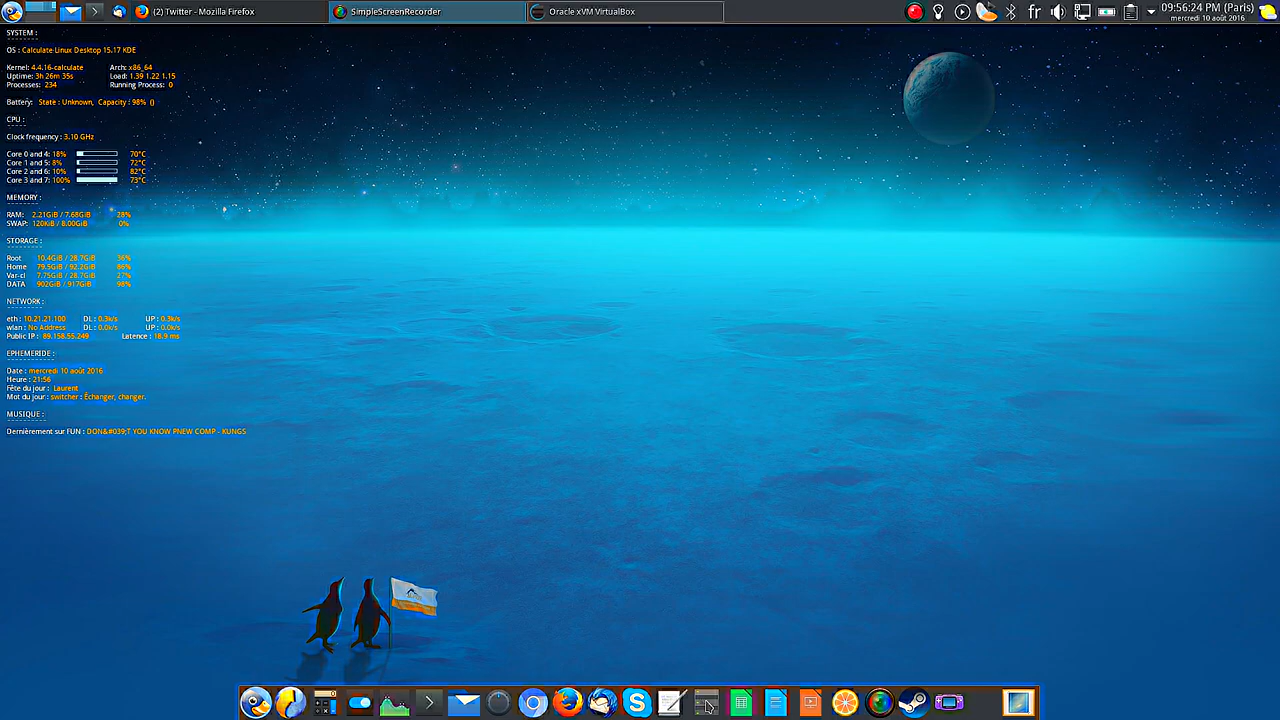 (2) Twitter - Mozilla Firefox
SimpleScreenRecorder
Oracle xVM VirtualBox
fr
09:56:24 PM (Paris)
mercredi 10 août 2016
SYSTEM :
OS : Calculate Linux Desktop 15.17 KDE
Kernel: 4.4.16-calculate Arch: x86_64
Uptime: 3h 26m 35s Load: 1.39 1.22 1.15
Processes: 234 Running Process: 0
Battery: State : Unknown, Capacity : 98% ()
CPU :
Clock frequency : 3.10 GHz
Core 0 and 4: 18% 70°C
Core 1 and 5: 8% 72°C
Core 2 and 6: 10% 82°C
Core 3 and 7: 100% 73°C
MEMORY :
RAM: 2.21GiB / 7.68GiB 28%
SWAP: 120KiB / 8.00GiB 0%
STORAGE :
Root 10.4GiB / 28.7GiB 36%
Home 79.5GiB / 92.2GiB 86%
Var-cl 7.75GiB / 28.7GiB 27%
DATA 902GiB / 917GiB 98%
NETWORK :
eth : 10.21.21.100 DL : 0.3k/s UP : 0.3k/s
wlan : No Address DL : 0.0k/s UP : 0.0k/s
Public IP : 89.158.55.249 Latence : 18.9 ms
EPHEMERIDE :
Date : mercredi 10 août 2016
Heure : 21:56
Fête du jour : Laurent
Mot du jour : switcher : Échanger, changer.
MUSIQUE :
Dernièrement sur FUN : DON&#039;T YOU KNOW PNEW COMP - KUNGS